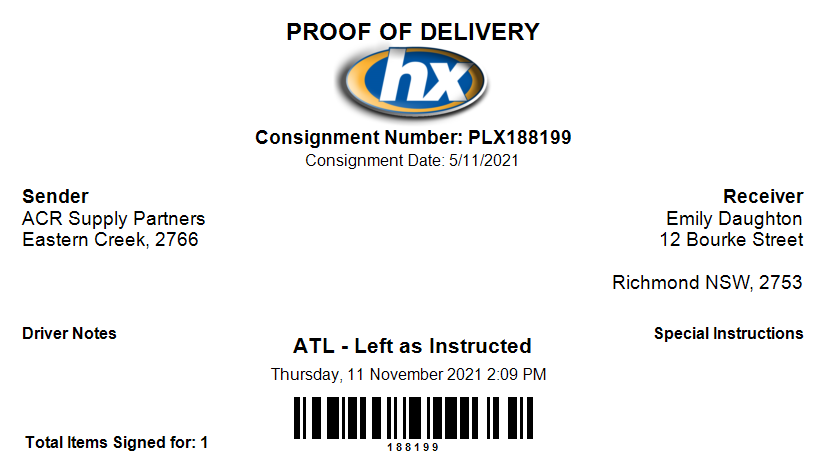 PROOF OF DELIVERY
hx
Consignment Number: PLX188199
Consignment Date: 5/11/2021
Sender
ACR Supply Partners
Eastern Creek, 2766
Receiver
Emily Daughton
12 Bourke Street
Richmond NSW, 2753
Driver Notes
Special Instructions
ATL - Left as Instructed
Thursday, 11 November 2021 2:09 PM
188199
Total Items Signed for: 1